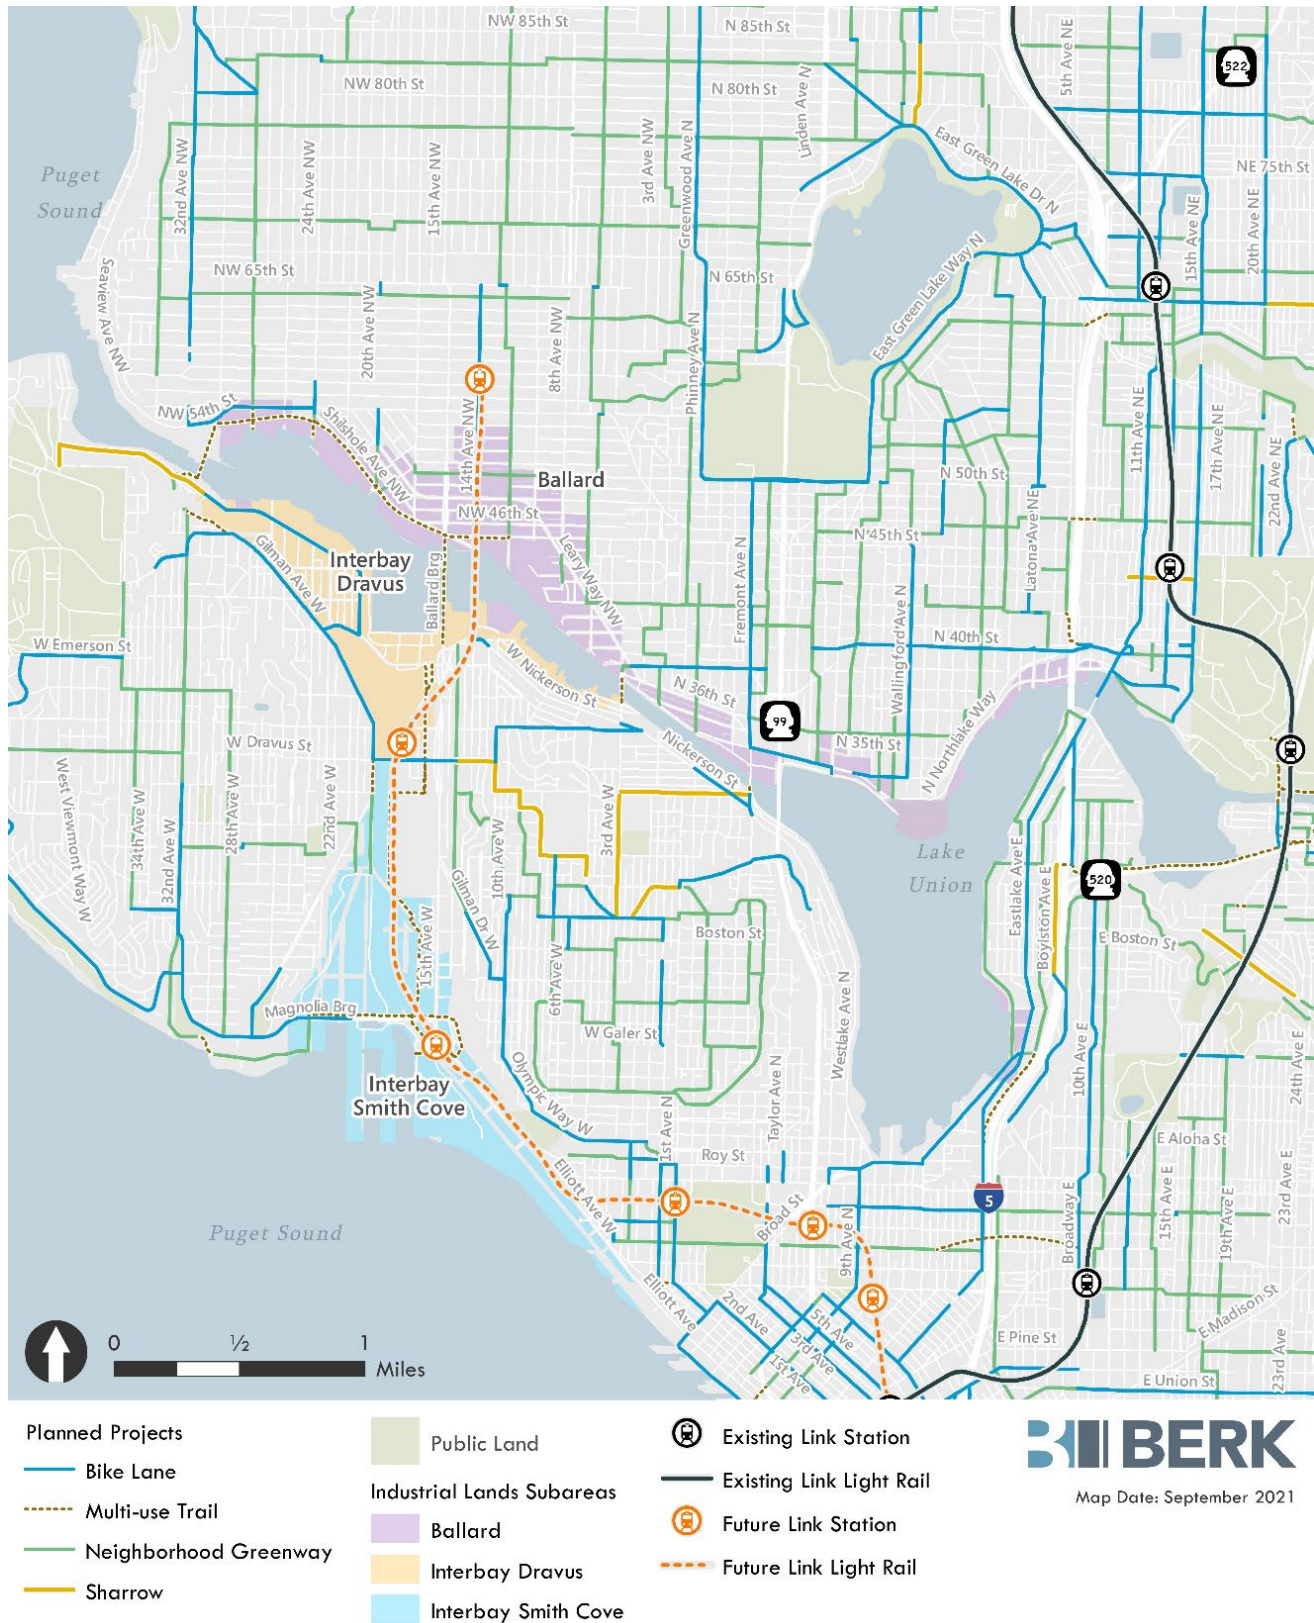 NW 85th St
N 85th St
5th Ave NE
522
NW 80th St
N 80th St
Linden Ave N
East Green Lake Dr N
NE 75th St
Puget
Sound
32nd Ave NW
24th Ave NW
15th Ave NW
3rd Ave NW
Greenwood Ave N
15th Ave NE
20th Ave NE
NW 65th St
N 65th St
East Green Lake Way N
Seaview Ave NW
20th Ave NW
8th Ave NW
Phinney Ave N
NW 54th St
Shilshole Ave NW
14th Ave NW
11th Ave NE
17th Ave NE
22nd Ave NE
Ballard
N 50th St
NW 46th St
Latona Ave NE
N 45th St
Gilman Ave W
Interbay
Dravus
Ballard Brg
Leary Way NW
Fremont Ave N
Wallingford Ave N
W Emerson St
N 40th St
W Nickerson St
N 36th St
99
N 35th St
N Northlake Way
W Dravus St
Nickerson St
West Viewmont Way W
34th Ave W
32nd Ave W
28th Ave W
22nd Ave W
10th Ave W
3rd Ave W
Lake
Union
Eastlake Ave E
Boylston Ave E
520
Gilman Dr W
15th Ave W
6th Ave W
Boston St
E Boston St
Magnolia Brg
W Galer St
Westlake Ave N
Taylor Ave N
10th Ave E
24th Ave E
Interbay
Smith Cove
Olympic Way W
1st Ave N
Roy St
E Aloha St
5
Puget Sound
Elliott Ave W
Broad St
9th Ave N
Broadway E
15th Ave E
19th Ave E
23rd Ave E
Elliott Ave
2nd Ave
5th Ave
3rd Ave
1st Ave
E Pine St
E Madison St
E Union St
23rd Ave
0 ½ 1
Miles
Planned Projects
Bike Lane
Multi-use Trail
Neighborhood Greenway
Sharrow
Public Land
Industrial Lands Subareas
Ballard
Interbay Dravus
Interbay Smith Cove
Existing Link Station
Existing Link Light Rail
Future Link Station
Future Link Light Rail
BERK
Map Date: September 2021